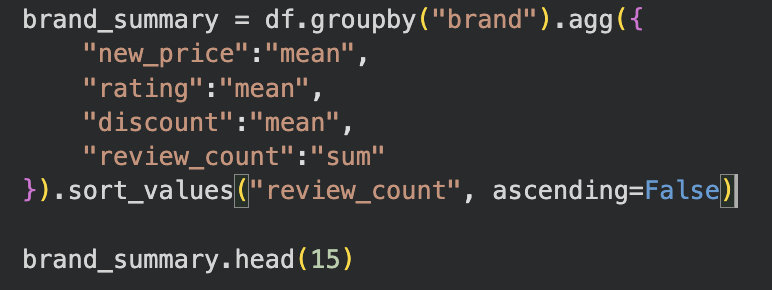 brand_summary = df.groupby("brand").agg({
    "new_price":"mean",
    "rating":"mean",
    "discount":"mean",
    "review_count":"sum"
}).sort_values("review_count", ascending=False)

brand_summary.head(15)